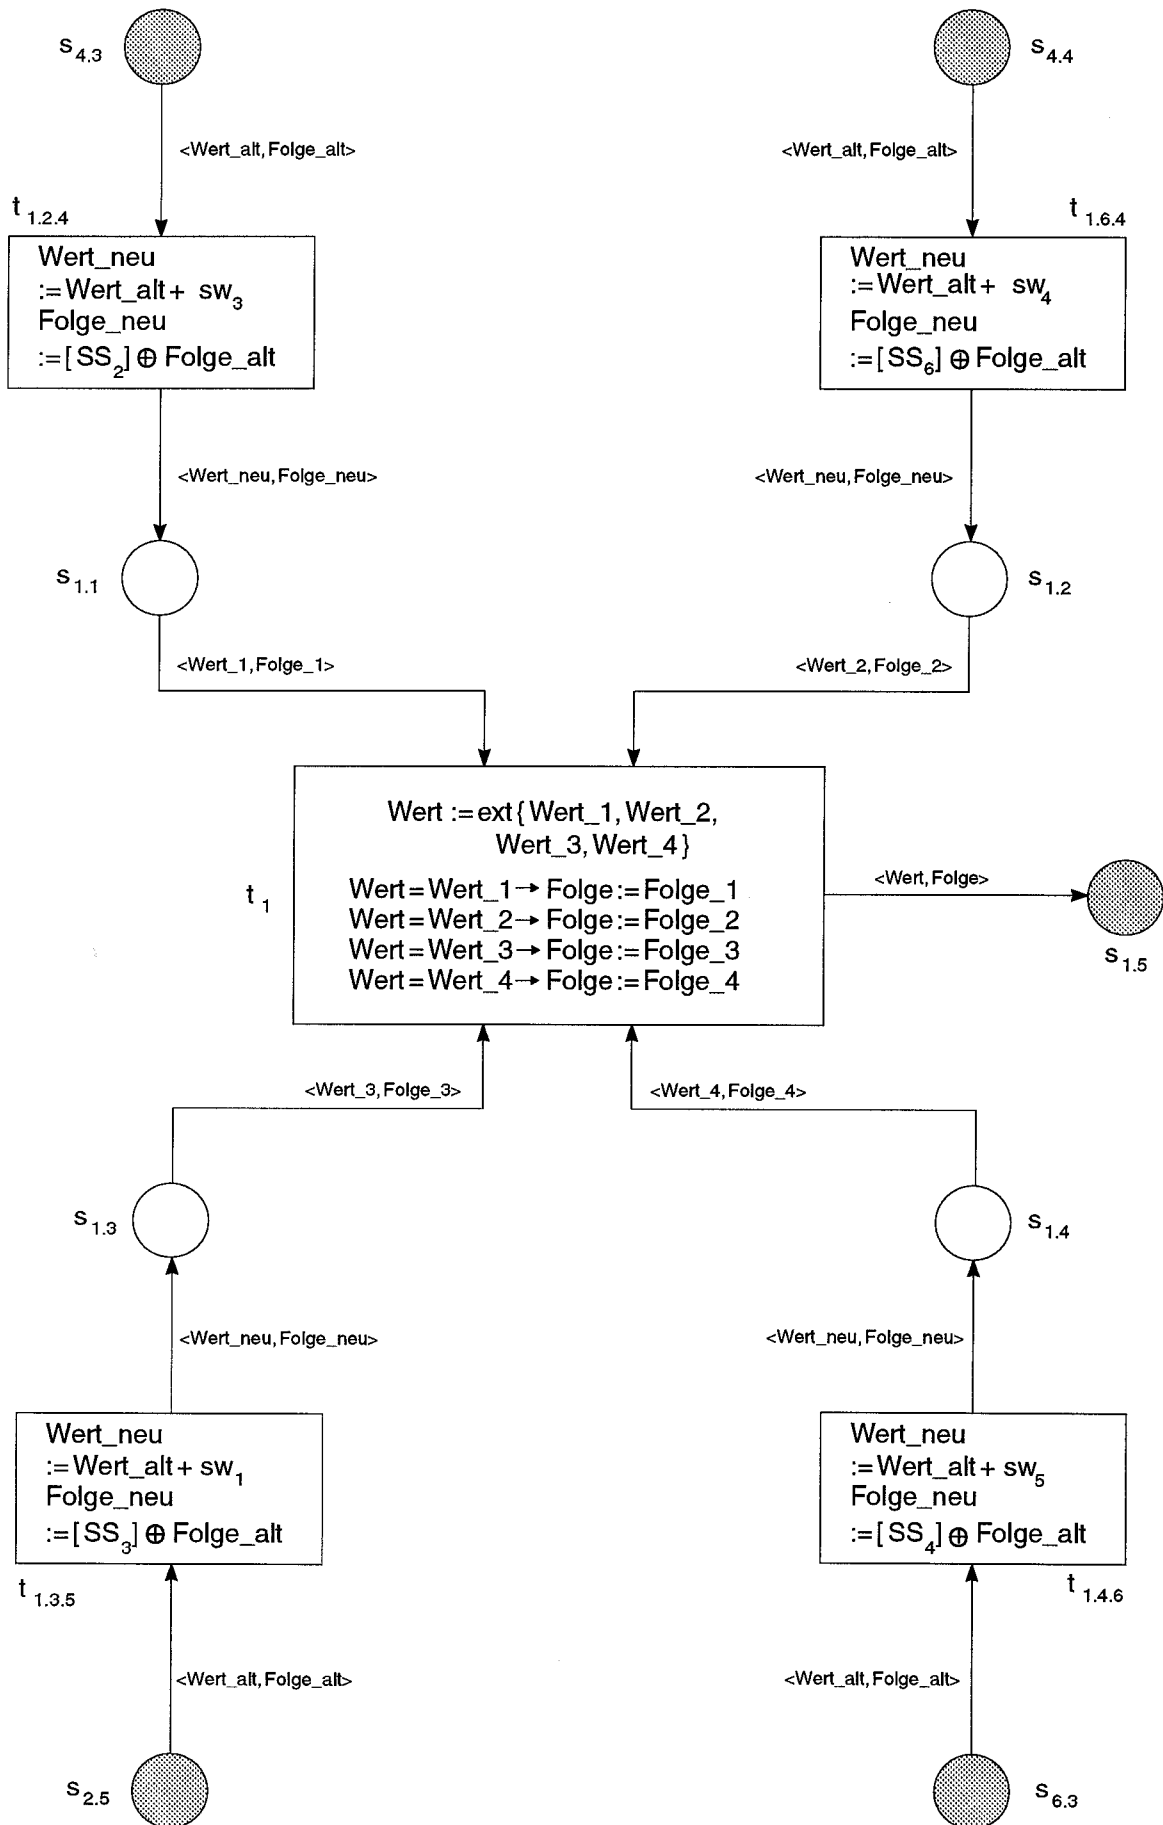 s4.3
s4.4
<Wert_alt,Folge_alt>
<Wert_alt,Folge_alt>
t1.2.4
t1.6.4
Wert_neu
:=Wert_alt+ sw3
Folge_neu
:=[SS2]⊕Folge_alt
Wert_neu
:=Wert_alt+ sw4
Folge_neu
:=[SS6]⊕Folge_alt
<Wert_neu,Folge_neu>
<Wert_neu,Folge_neu>
s1.1
s1.2
<Wert_1,Folge_1>
<Wert_2,Folge_2>
Wert:=ext{Wert_1,Wert_2,
Wert_3,Wert_4}
t1
Wert=Wert_1→ Folge:=Folge_1
Wert=Wert_2→ Folge:=Folge_2
Wert=Wert_3→ Folge:=Folge_3
Wert=Wert_4→ Folge:=Folge_4
<Wert,Folge>
s1.5
<Wert_3,Folge_3>
<Wert_4,Folge_4>
s1.3
s1.4
<Wert_neu,Folge_neu>
<Wert_neu,Folge_neu>
Wert_neu
:=Wert_alt+sw1
Folge_neu
:=[SS3]⊕Folge_alt
Wert_neu
:=Wert_alt+sw5
Folge_neu
:=[SS4]⊕Folge_alt
t1.3.5
t1.4.6
<Wert_alt,Folge_alt>
<Wert_alt,Folge_alt>
s2.5
s6.3